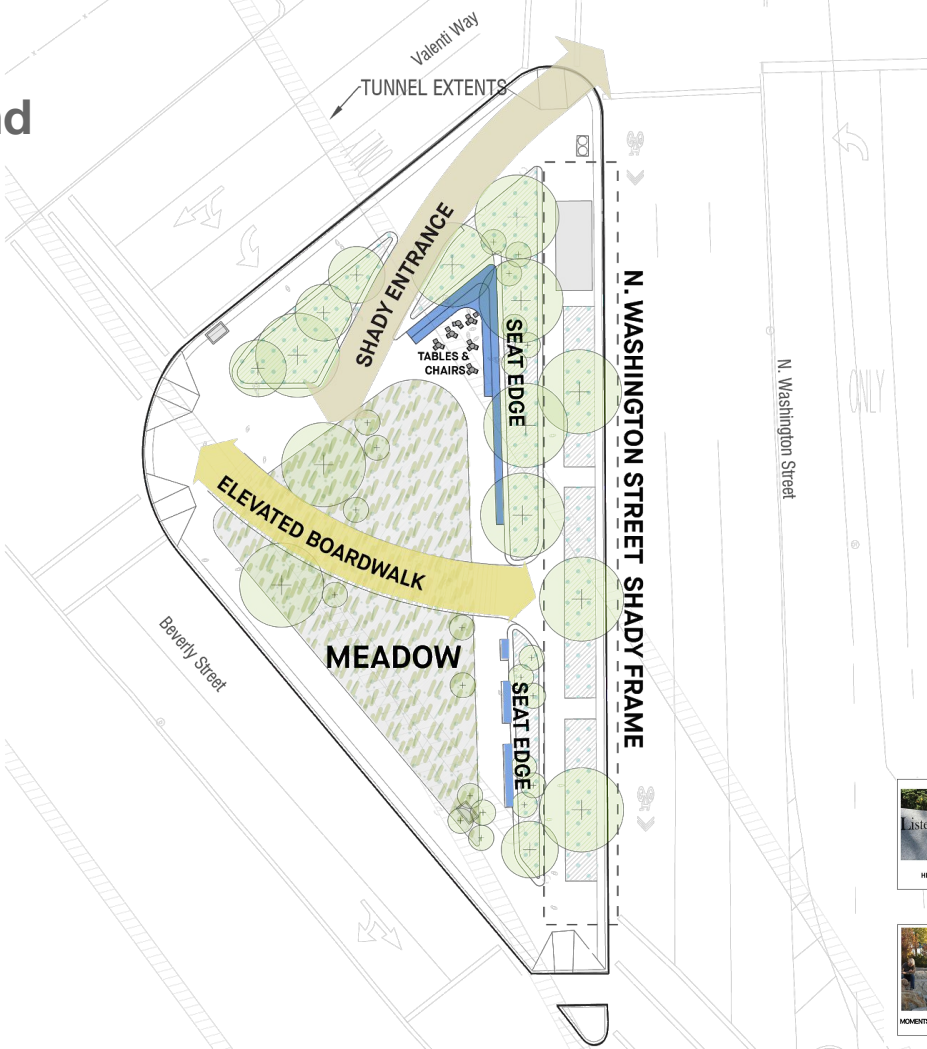 Valenti Way
TUNNEL EXTENTS
ONLY
SHADY ENTRANCE
TABLES &
CHAIRS
SEAT EDGE
N. WASHINGTON STREET SHADY FRAME
N. Washington Street
ONLY
ELEVATED BOARDWALK
MEADOW
Beverly Street
SEAT EDGE